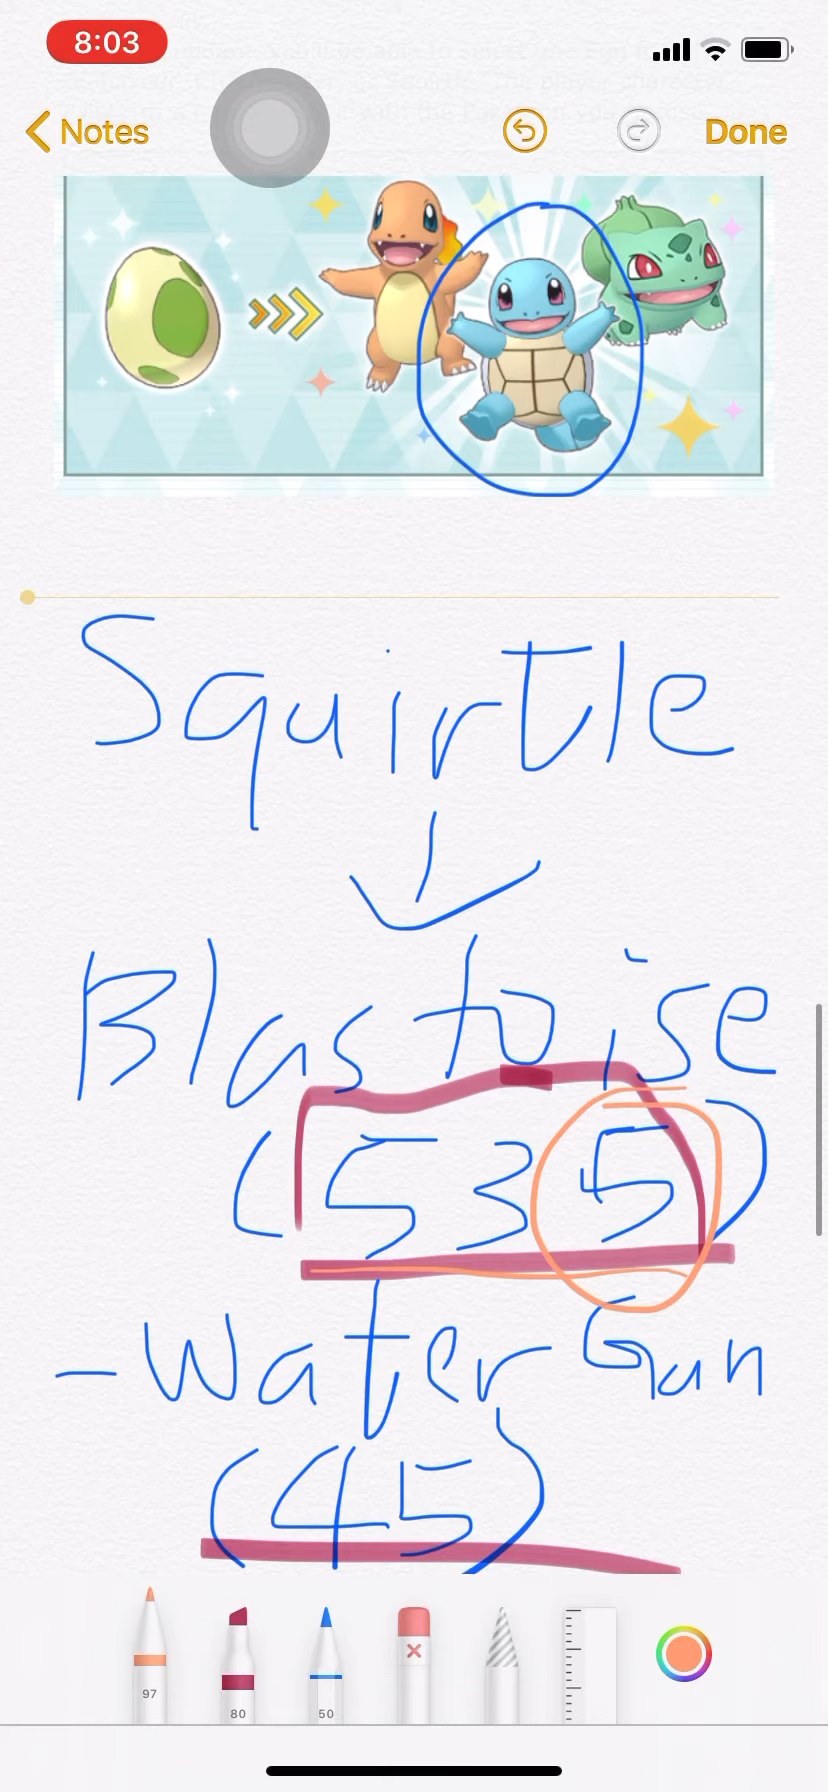 8:03
Notes
Done
Squirtle
Blastoise
(535)
- Water Gun
(45)
97
80
50